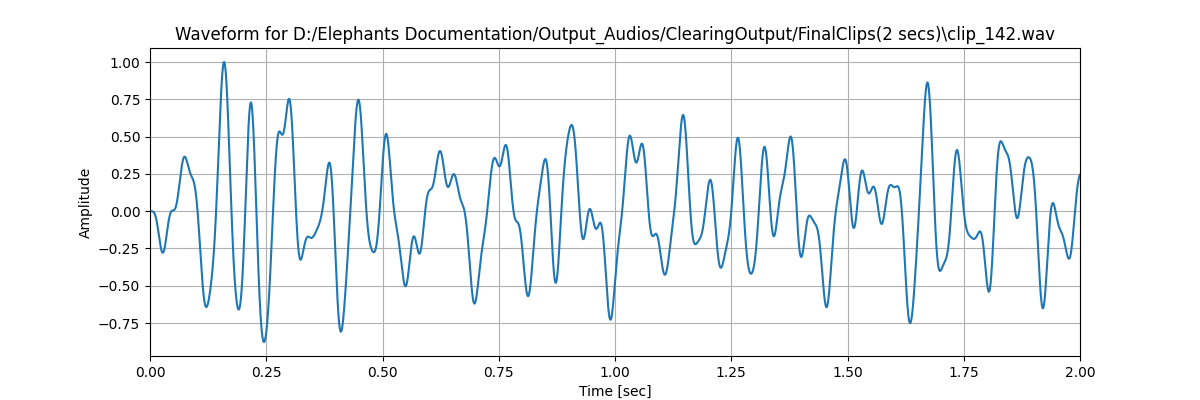 Waveform for D:/Elephants Documentation/Output_Audios/ClearingOutput/FinalClips(2 secs)\clip_142.wav
1.00
0.75
0.50
0.25
0.00
−0.25
−0.50
−0.75
Amplitude
0.00 0.25 0.50 0.75 1.00 1.25 1.50 1.75 2.00
Time [sec]